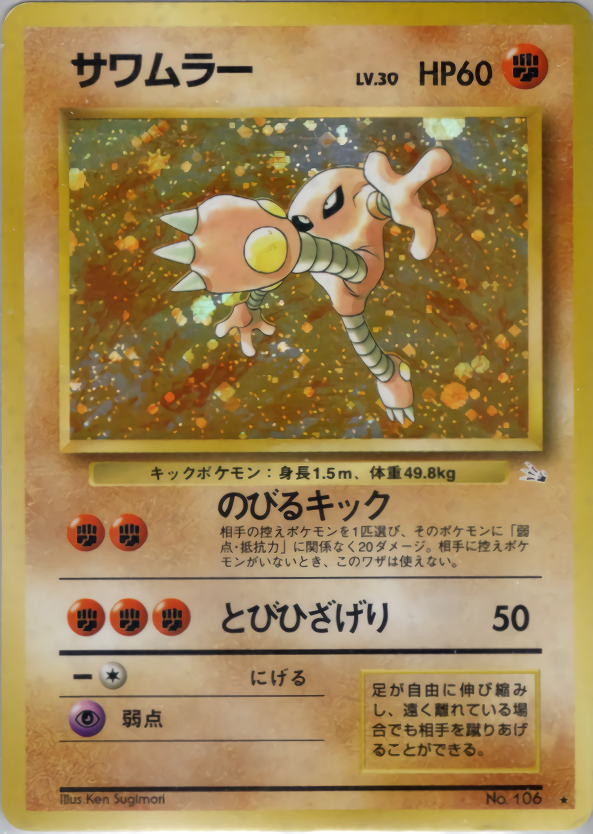 サワムラー LV.30 HP60
キックポケモン：身長1.5m、体重49.8kg
のびるキック
相手の控えポケモンを1匹選び、そのポケモンに「弱
点・抵抗力」に関係なく20ダメージ。相手に控えポケ
モンがいないとき、このワザは使えない。
とびひざげり 50
にげる
弱点
足が自由に伸び縮み
し、遠く離れている場
合でも相手を蹴りあげ
ることができる。
Illus Ken Sugimori No. 106